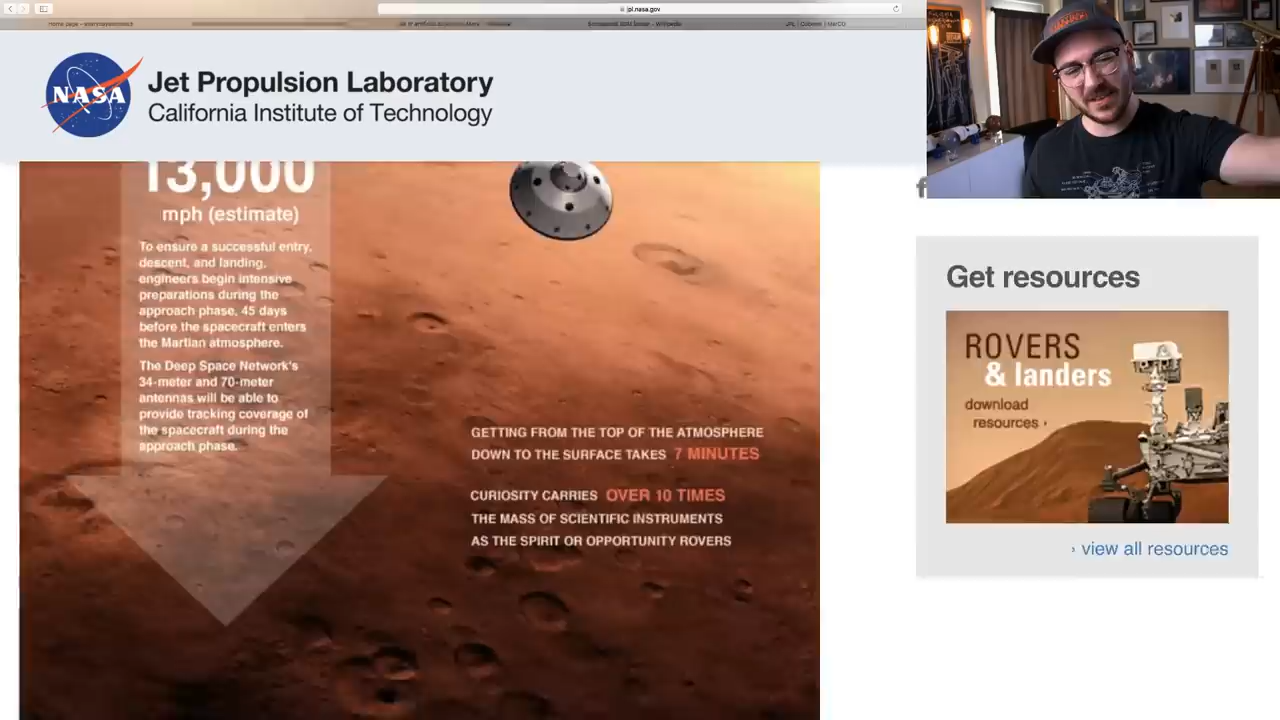 jpl.nasa.gov
NASA
Jet Propulsion Laboratory
California Institute of Technology
13,000
mph (estimate)
To ensure a successful entry,
descent, and landing,
engineers begin intensive
preparations during the
approach phase, 45 days
before the spacecraft enters
the Martian atmosphere.
The Deep Space Network's
34-meter and 70-meter
antennas will be able to
provide tracking coverage of
the spacecraft during the
approach phase.
GETTING FROM THE TOP OF THE ATMOSPHERE
DOWN TO THE SURFACE TAKES 7 MINUTES
CURIOSITY CARRIES OVER 10 TIMES
THE MASS OF SCIENTIFIC INSTRUMENTS
AS THE SPIRIT OR OPPORTUNITY ROVERS
f
Get resources
ROVERS
& landers
download
resources ›
› view all resources